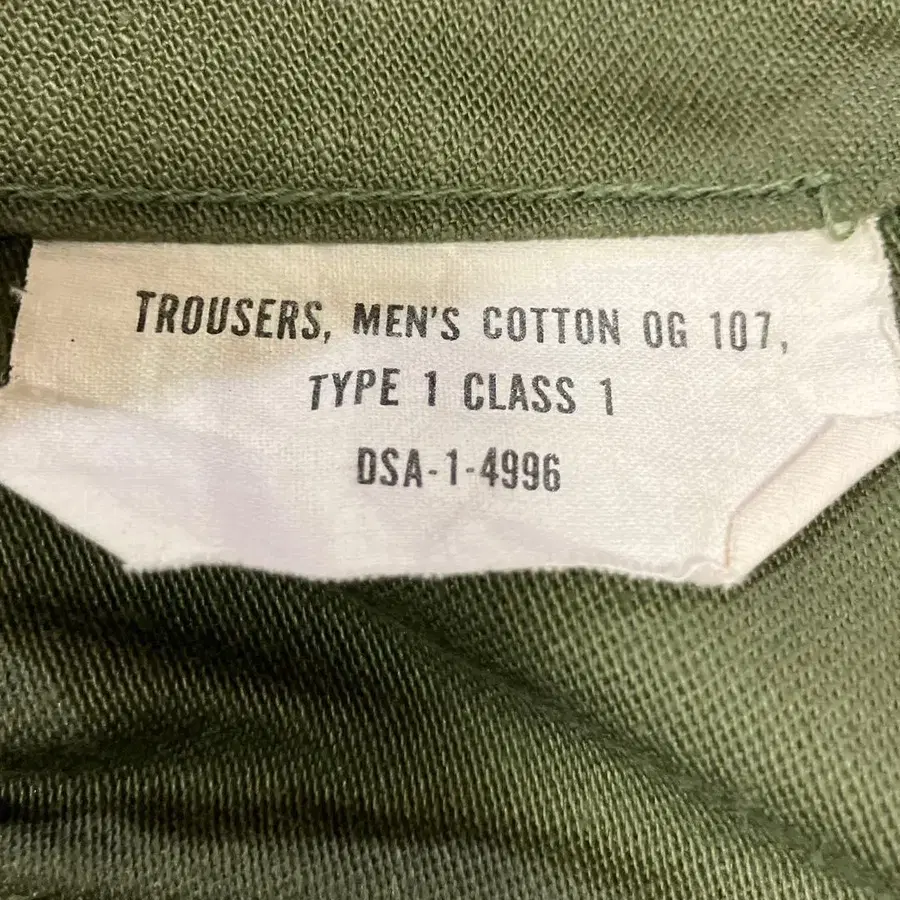 TROUSERS, MEN'S COTTON OG 107,
TYPE 1 CLASS 1
DSA-1-4996